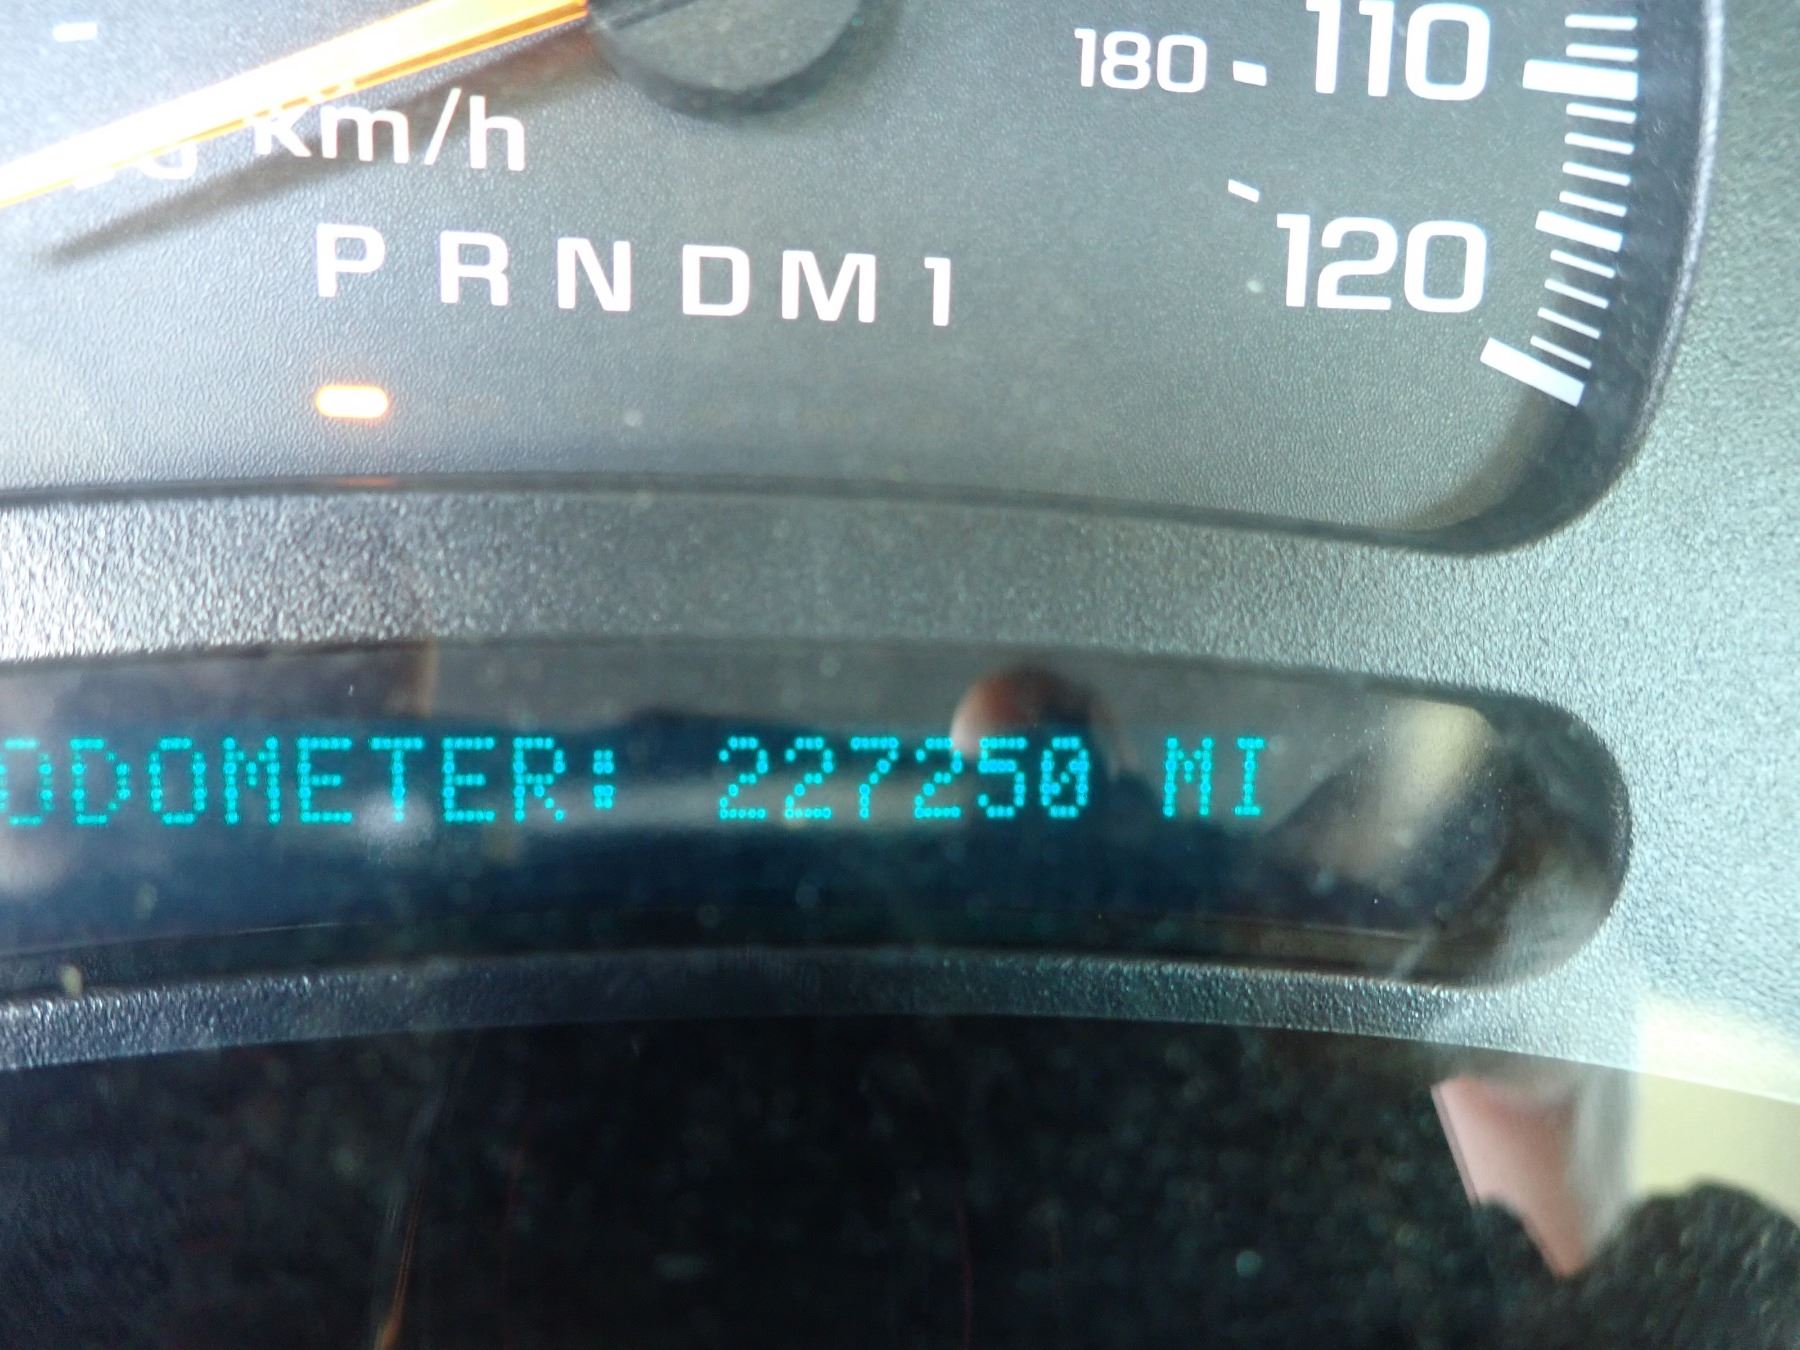 180 110
km/h
P R N D M 1
120
ODOMETER: 227250 MI